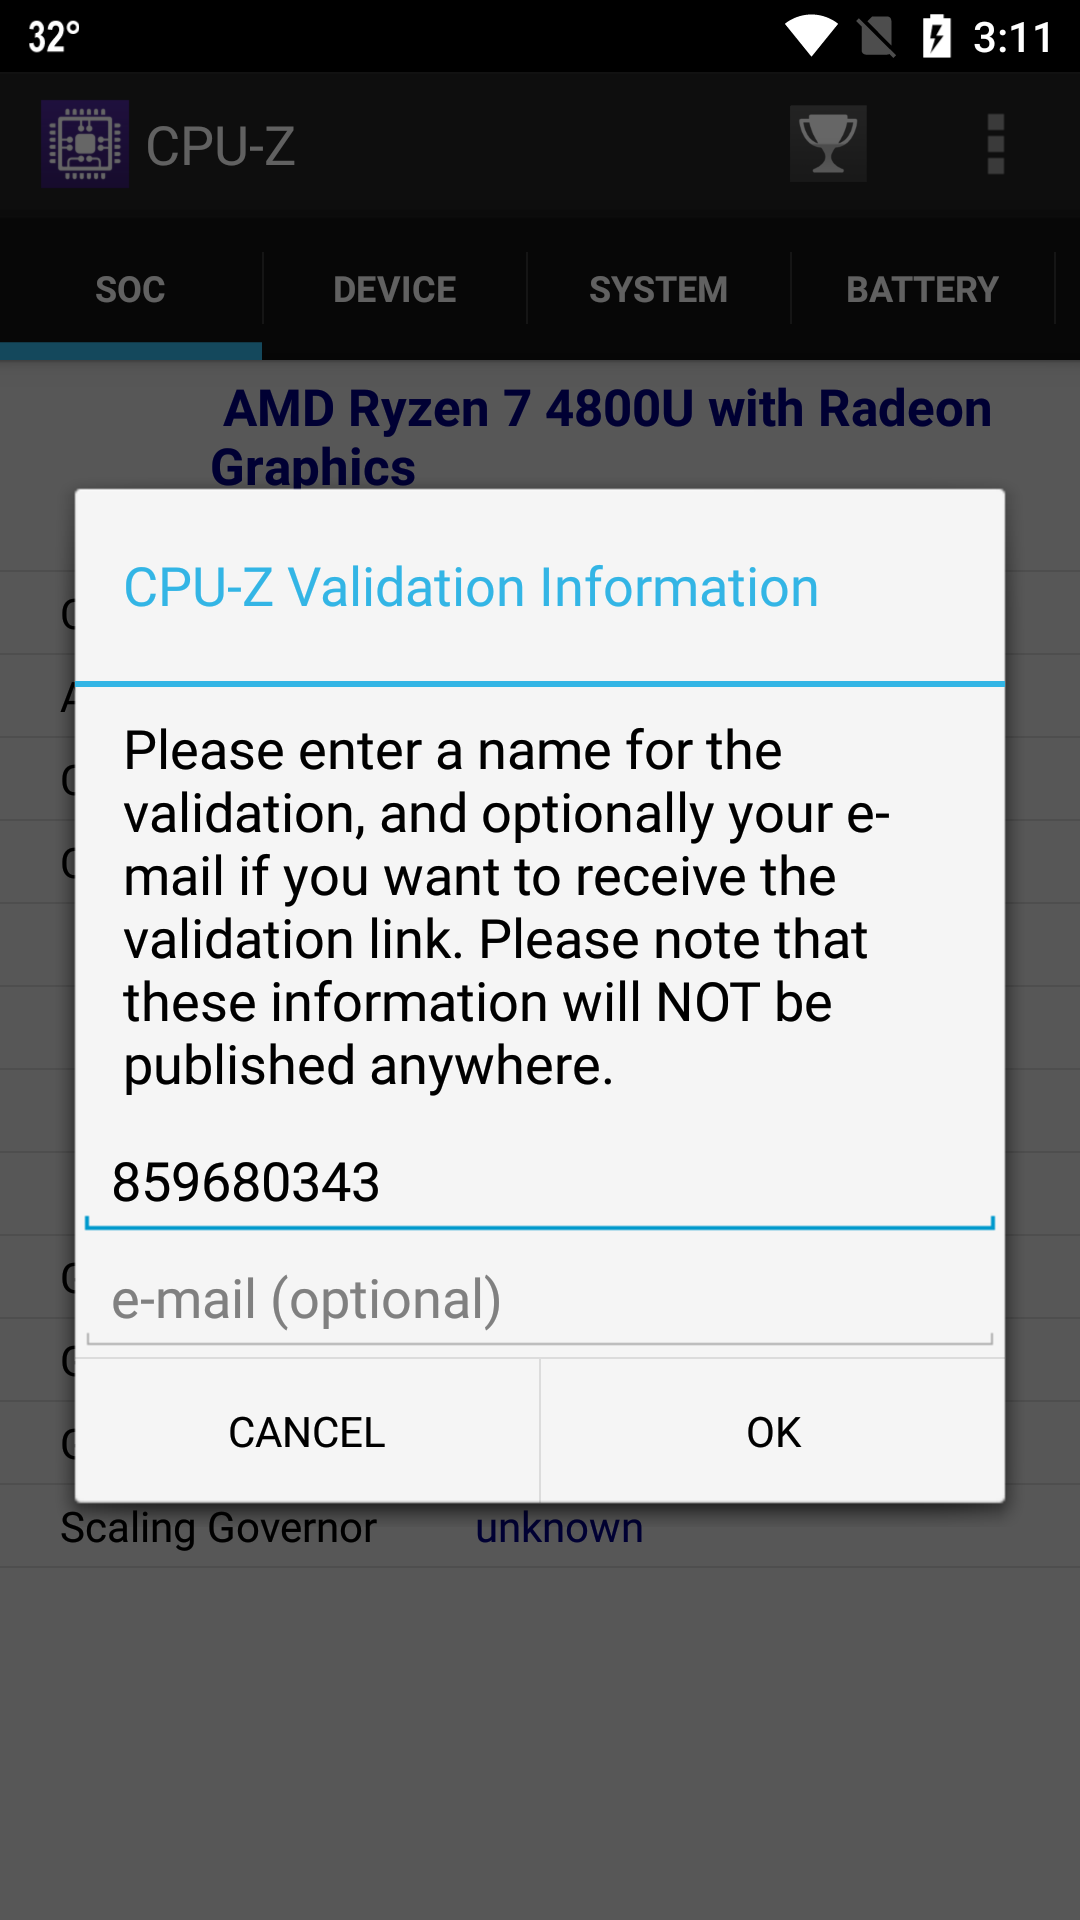 32°
3:11
CPU-Z
SOC
DEVICE
SYSTEM
BATTERY
AMD Ryzen 7 4800U with Radeon
Graphics
CPU-Z Validation Information
Please enter a name for the
validation, and optionally your e-
mail if you want to receive the
validation link. Please note that
these information will NOT be
published anywhere.
859680343
e-mail (optional)
CANCEL
OK
Scaling Governor
unknown